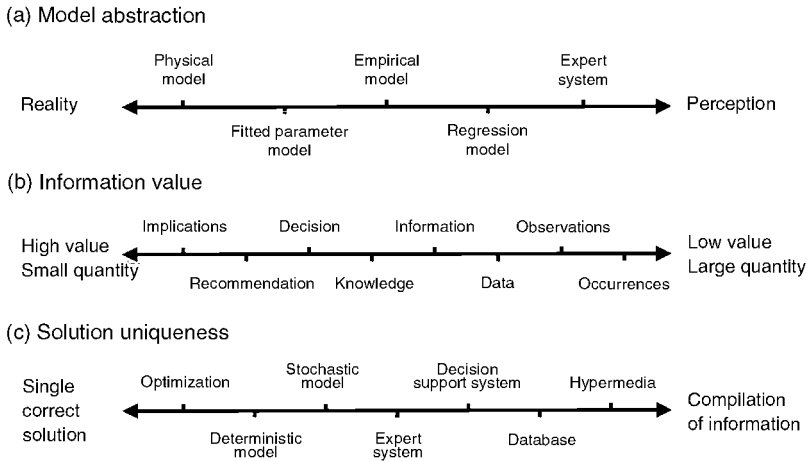 (a) Model abstraction
Physical
model
Empirical
model
Expert
system
Reality
Perception
Fitted parameter
model
Regression
model
(b) Information value
Implications
Decision
Information
Observations
High value
Small quantity
Low value
Large quantity
Recommendation
Knowledge
Data
Occurrences
(c) Solution uniqueness
Optimization
Stochastic
model
Decision
support system
Hypermedia
Single
correct
solution
Compilation
of information
Deterministic
model
Expert
system
Database